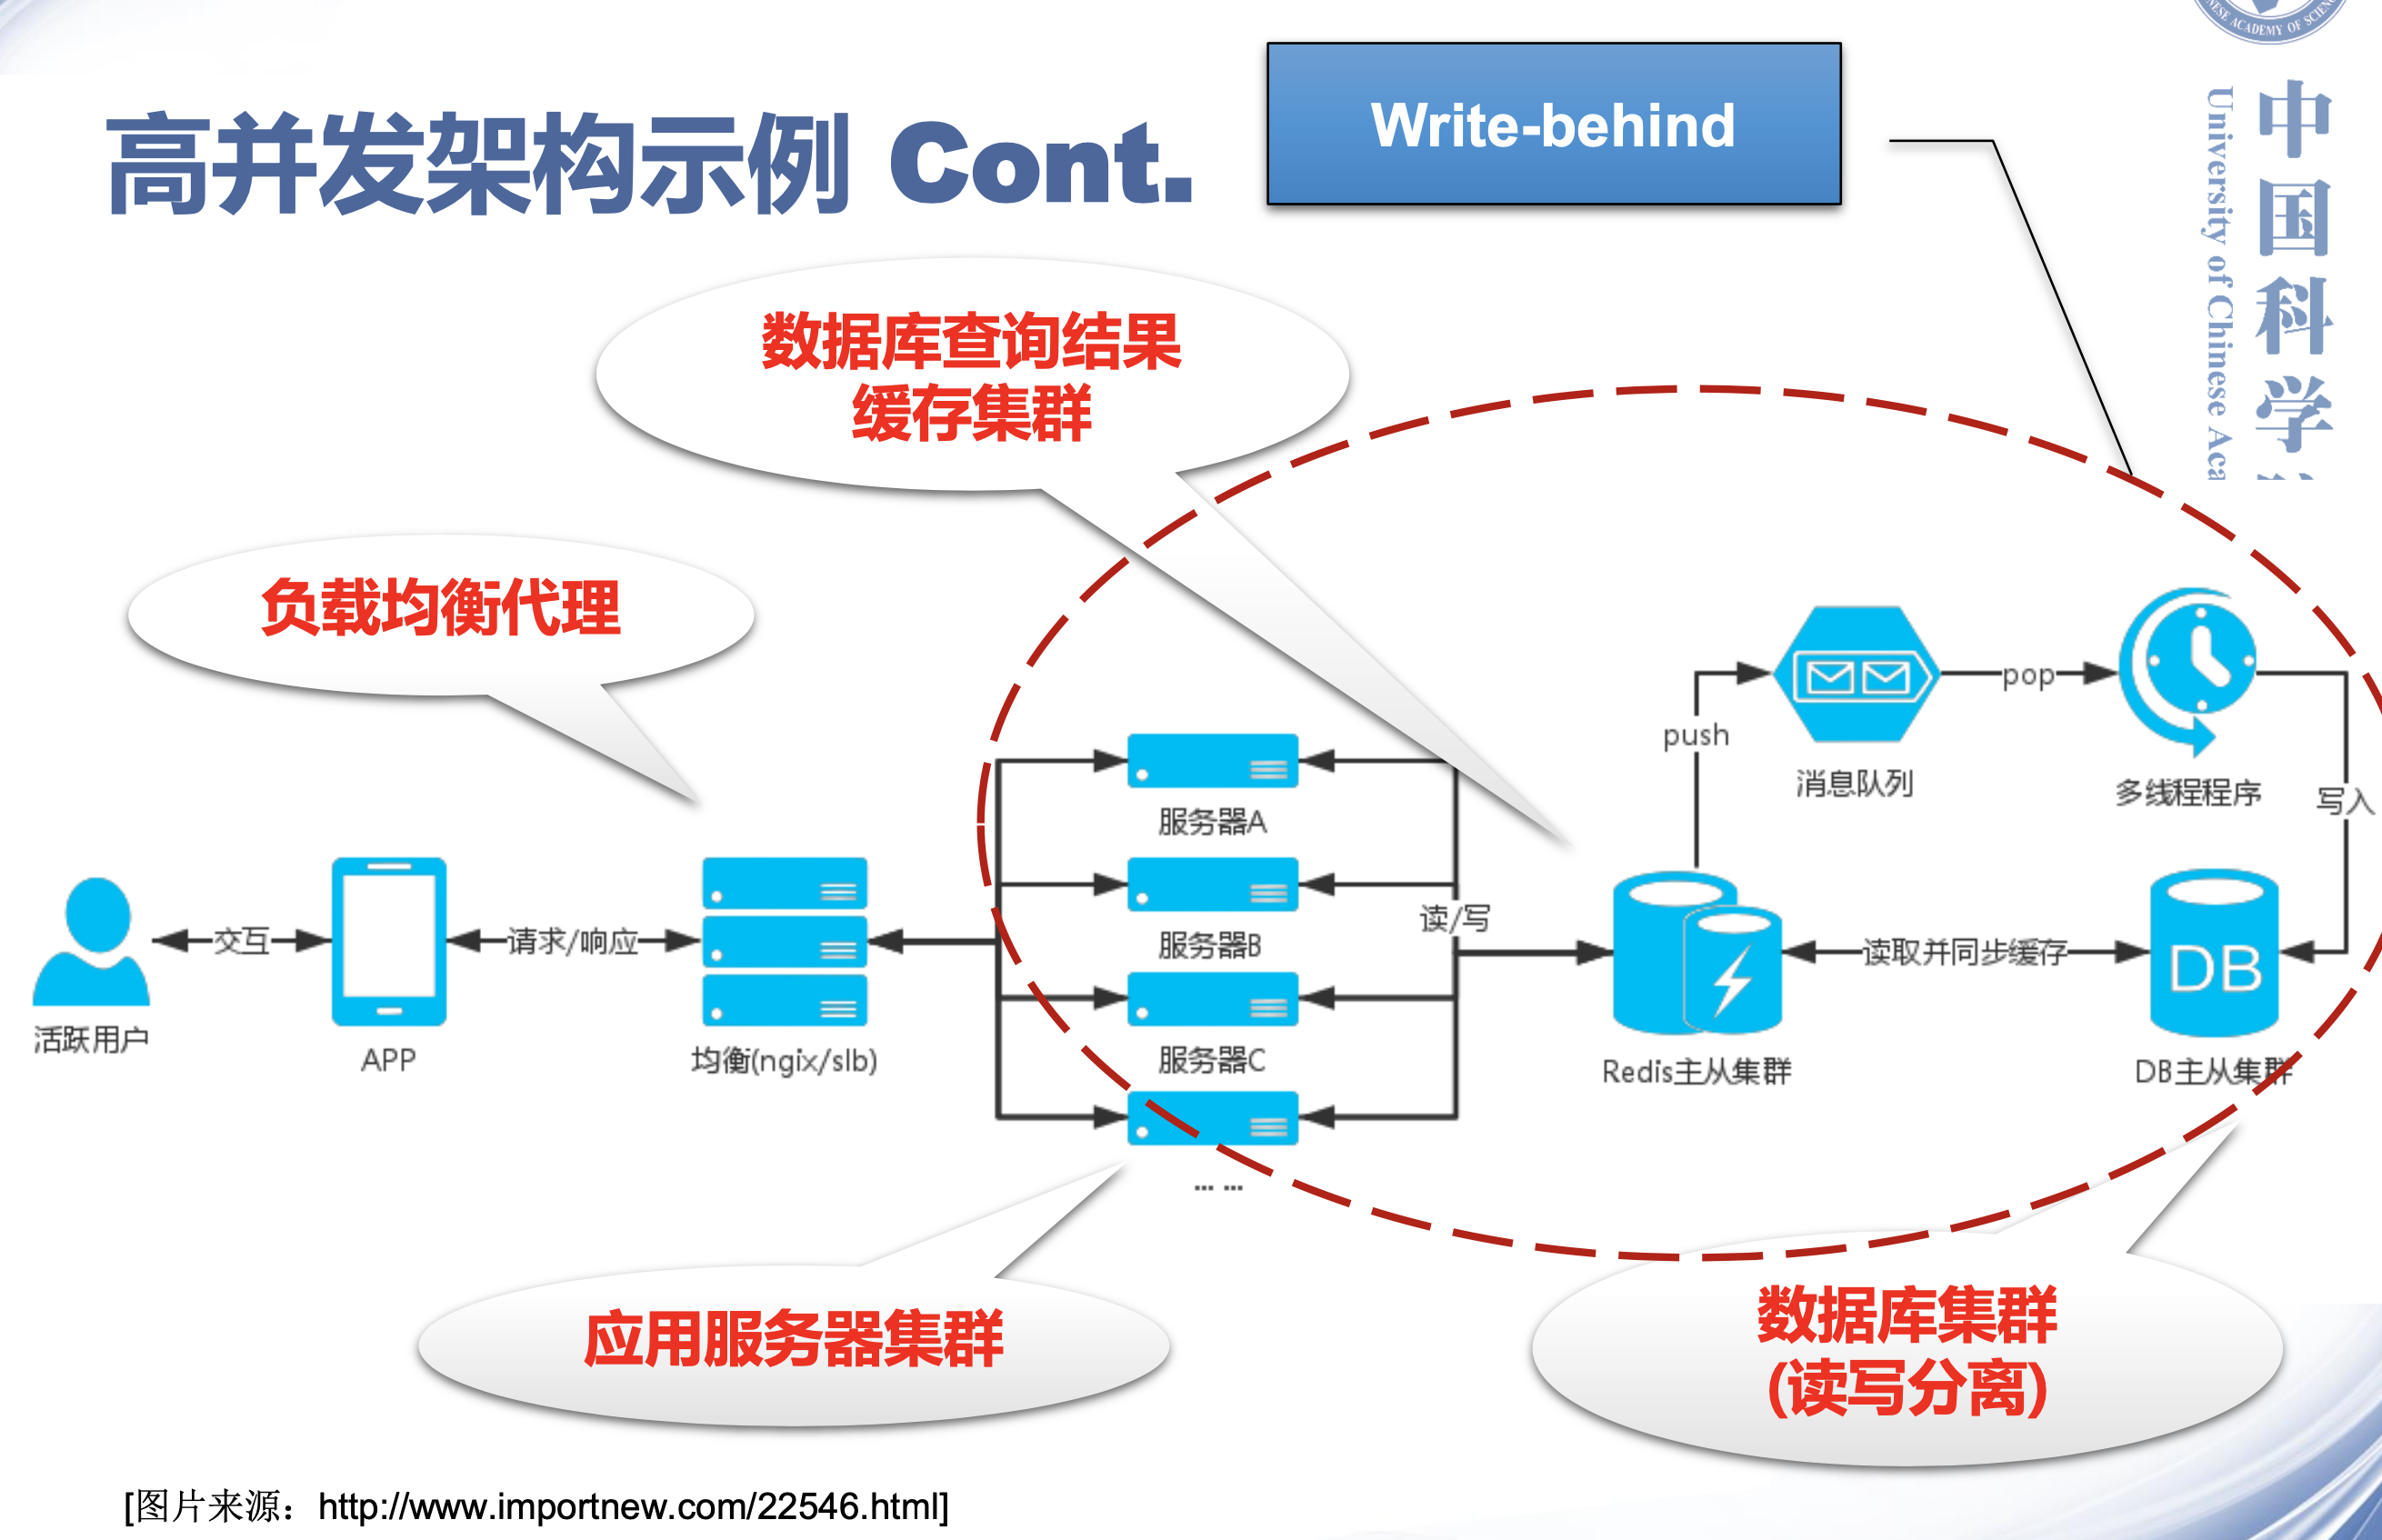 高并发架构示例 Cont.
Write-behind
CHINESE ACADEMY OF
中国科学
University of Chinese
数据库查询结果
缓存集群
负载均衡代理
push
pop
消息队列
多线程程序
写入
服务器A
服务器B
服务器C
... ...
读/写
交互
请求/响应
读取并同步缓存
DB
活跃用户
APP
均衡(ngix/slb)
Redis主从集群
DB主从集群
应用服务器集群
数据库集群
(读写分离)
[图片来源：http://www.importnew.com/22546.html]